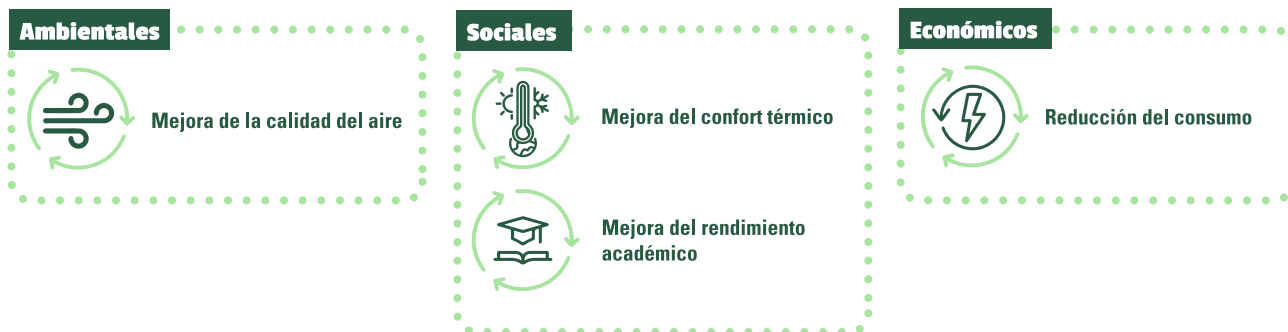 Ambientales
Mejora de la calidad del aire
Sociales
Mejora del confort térmico
Mejora del rendimiento
académico
Económicos
Reducción del consumo